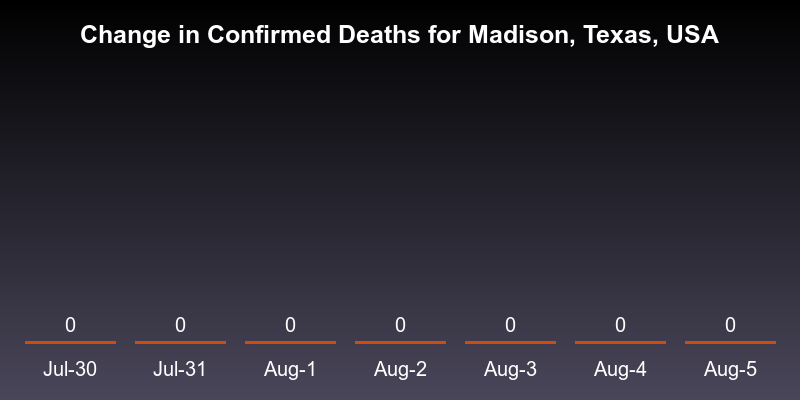 Change in Confirmed Deaths for Madison, Texas, USA
0 0 0 0 0 0 0
Jul-30 Jul-31 Aug-1 Aug-2 Aug-3 Aug-4 Aug-5